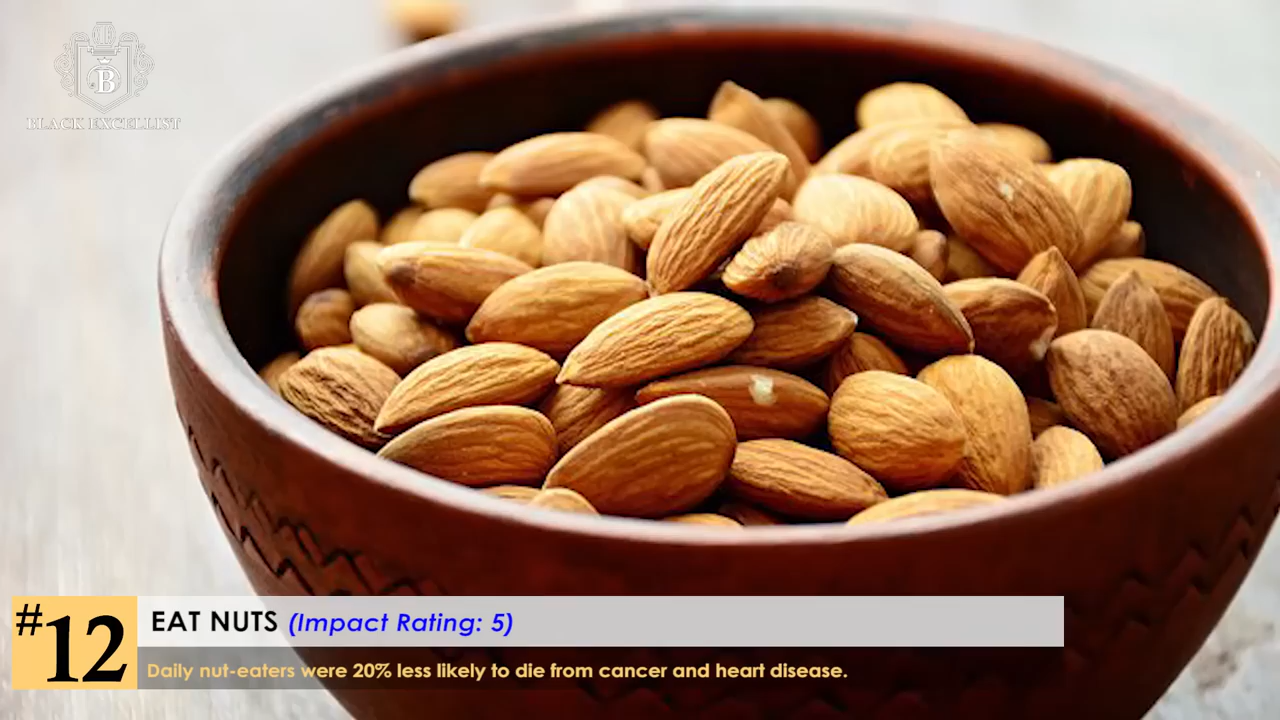 B
BLACK EXCELLIST
#12
EAT NUTS (Impact Rating: 5)
Daily nut-eaters were 20% less likely to die from cancer and heart disease.